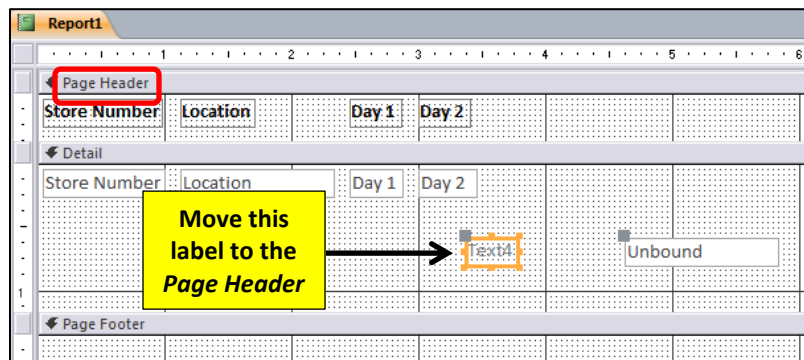 Report1
1 2 3 4 5 6
Page Header
Store Number Location Day 1 Day 2
Detail
Store Number Location Day 1 Day 2
Move this
label to the
Page Header
Text4
Unbound
1
Page Footer